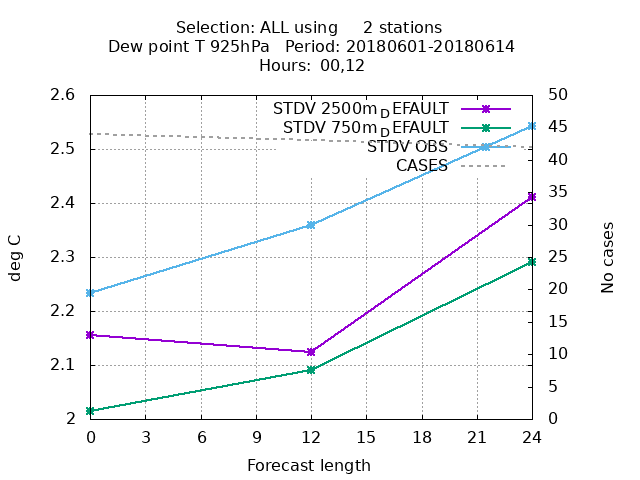 Selection: ALL using     2 stations
Dew point T 925hPa   Period: 20180601-20180614
Hours: 00,12
STDV 2500m_DEFAULT
STDV 750m_DEFAULT
STDV OBS
CASES
2.6
2.5
2.4
2.3
2.2
2.1
2
50
45
40
35
30
25
20
15
10
5
0
deg C
No cases
0 3 6 9 12 15 18 21 24
Forecast length